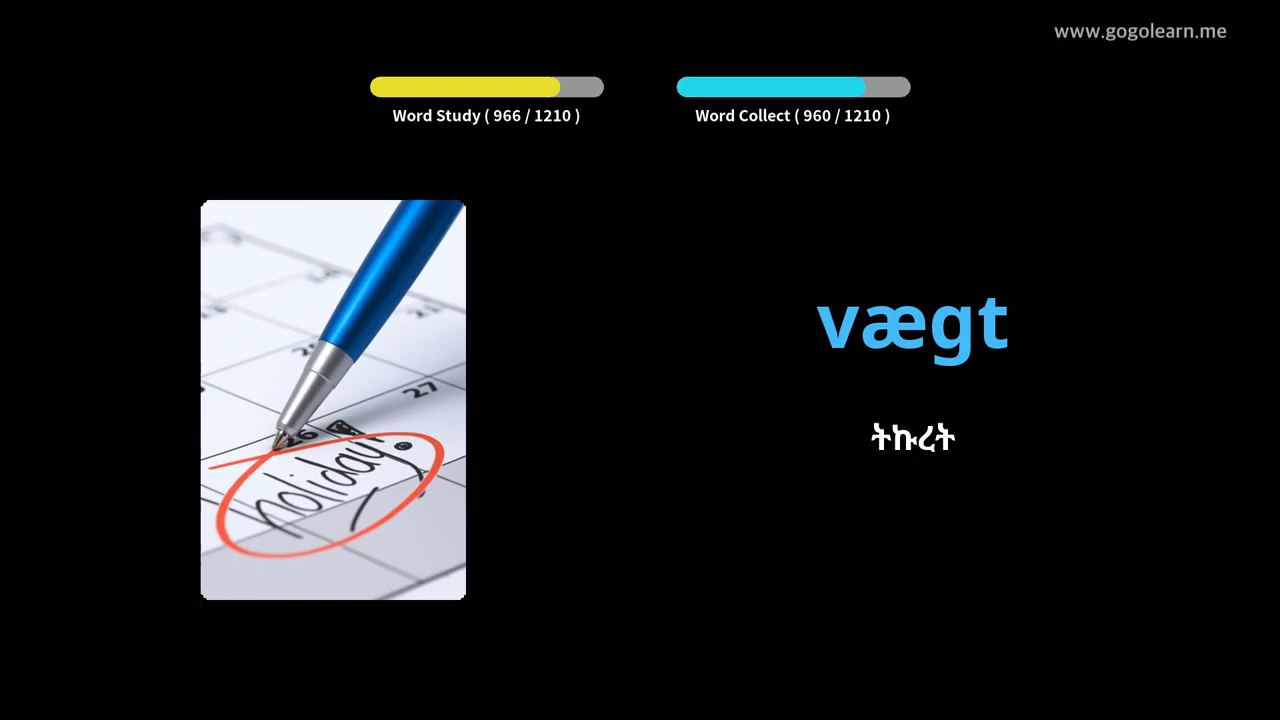 www.gogolearn.me
Word Study ( 966 / 1210 )
Word Collect ( 960 / 1210 )
27
holiday!
vægt
ትኩረት